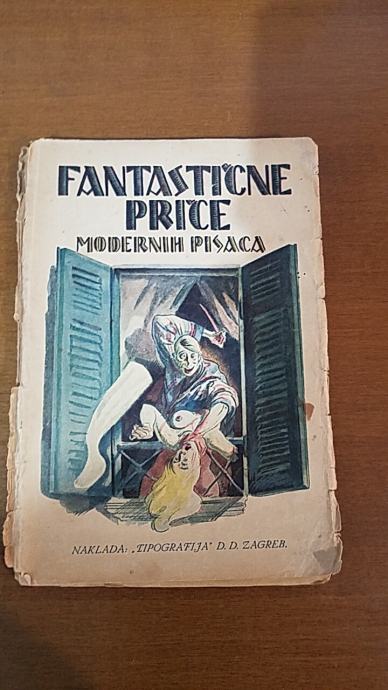 FANTASTIČNE
PRIČE
MODERNIH PISACA
NAKLADA: „TIPOGRAFIJA" D. D. ZAGREB.